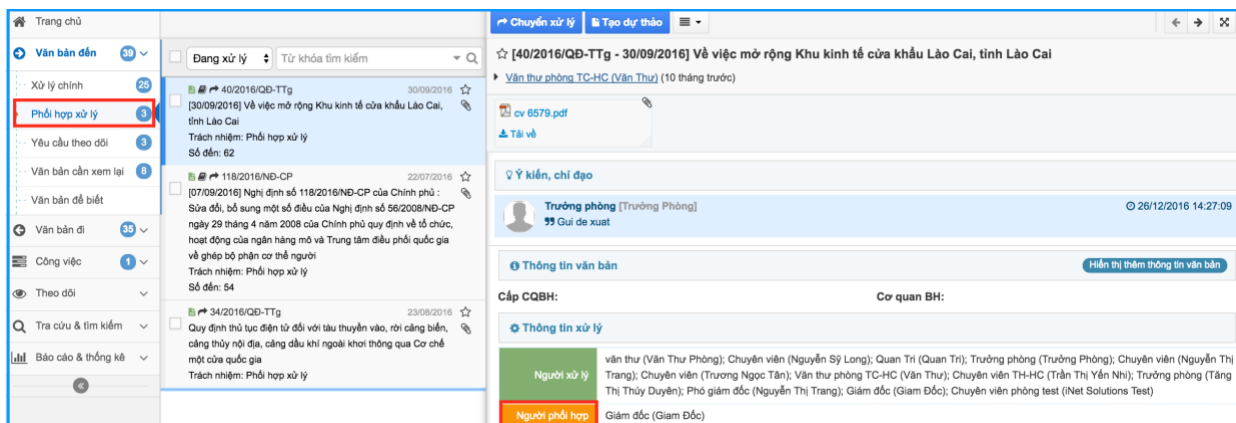 Trang chủ
Văn bản đến 39
Xử lý chính 25
Phối hợp xử lý 3
Yêu cầu theo dõi 3
Văn bản cần xem lại 8
Văn bản để biết
Văn bản đi 35
Công việc 1
Theo dõi
Tra cứu & tìm kiếm
Báo cáo & thống kê
Đang xử lý Từ khóa tìm kiếm
40/2016/QĐ-TTg 30/09/2016
[30/09/2016] Về việc mở rộng Khu kinh tế cửa khẩu Lào Cai,
tỉnh Lào Cai
Trách nhiệm: Phối hợp xử lý
Số đến: 62
118/2016/NĐ-CP 22/07/2016
[07/09/2016] Nghị định số 118/2016/NĐ-CP của Chính phủ :
Sửa đổi, bổ sung một số điều của Nghị định số 56/2008/NĐ-CP
ngày 29 tháng 4 năm 2008 của Chính phủ quy định về tổ chức,
hoạt động của ngân hàng mô và Trung tâm điều phối quốc gia
về ghép bộ phận cơ thể người
Trách nhiệm: Phối hợp xử lý
Số đến: 54
34/2016/QĐ-TTg 23/08/2016
Quy định thủ tục điện tử đối với tàu thuyền vào, rời cảng biển,
cảng thủy nội địa, cảng dầu khí ngoài khơi thông qua Cơ chế
một cửa quốc gia
Trách nhiệm: Phối hợp xử lý
Chuyển xử lý Tạo dự thảo
[40/2016/QĐ-TTg - 30/09/2016] Về việc mở rộng Khu kinh tế cửa khẩu Lào Cai, tỉnh Lào Cai
Văn thư phòng TC-HC (Văn Thư) (10 tháng trước)
cv 6579.pdf
Tải về
Ý kiến, chỉ đạo
Trưởng phòng [Trưởng Phòng] 26/12/2016 14:27:09
Gui de xuat
Thông tin văn bản Hiển thị thêm thông tin văn bản
Cấp CQBH: Cơ quan BH:
Thông tin xử lý
Người xử lý
văn thư (Văn Thư Phòng); Chuyên viên (Nguyễn Sỹ Long); Quan Tri (Quan Tri); Trưởng phòng (Trưởng Phòng); Chuyên viên (Nguyễn Thị
Trang); Chuyên viên (Trương Ngọc Tân); Văn thư phòng TC-HC (Văn Thư); Chuyên viên TH-HC (Trần Thị Yến Nhi); Trưởng phòng (Tăng
Thị Thúy Duyên); Phó giám đốc (Nguyễn Thị Trang); Giám đốc (Giam Đốc); Chuyên viên phòng test (iNet Solutions Test)
Người phối hợp Giám đốc (Giam Đốc)